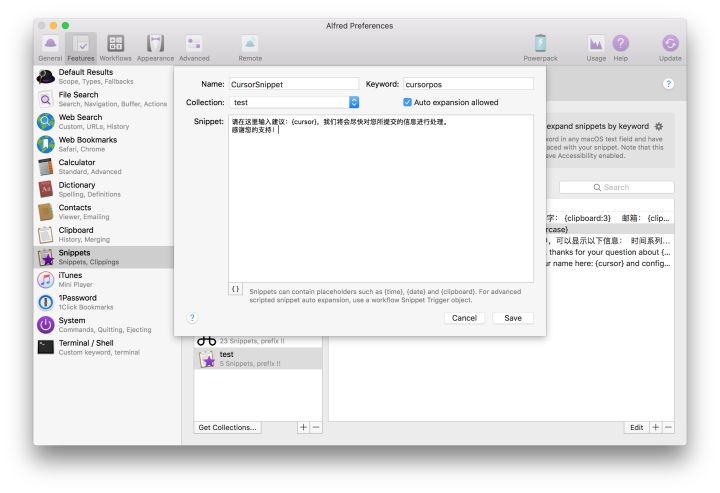 Alfred Preferences
General
Features
Workflows
Appearance
Advanced
Remote
Powerpack
Usage
Help
Update
Default Results
Scope, Types, Fallbacks
File Search
Search, Navigation, Buffer, Actions
Web Search
Custom, URLs, History
Web Bookmarks
Safari, Chrome
Calculator
Standard, Advanced
Dictionary
Spelling, Definitions
Contacts
Viewer, Emailing
Clipboard
History, Merging
Snippets
Snippets, Clippings
iTunes
Mini Player
1Password
1Click Bookmarks
System
Commands, Quitting, Ejecting
Terminal / Shell
Custom keyword, terminal
Name: CursorSnippet Keyword: cursorpos
Collection: test Auto expansion allowed
Snippet: 请在这里输入建议：{cursor}，我们将会尽快对您所提交的信息进行处理。
感谢您的支持！
{} Snippets can contain placeholders such as {time}, {date} and {clipboard}. For advanced
scripted snippet auto expansion, use a workflow Snippet Trigger object.
? Cancel Save
?
expand snippets by keyword
word in any macOS text field and have
aced with your snippet. Note that this
ave Accessibility enabled.
Search
字： {clipboard:3} 邮箱： {clip...
rcase}
，可以显示以下信息： 时间系列...
thanks for your question about {...
ur name here: {cursor} and config...
23 Snippets, prefix !!
test
5 Snippets, prefix !!
Get Collections... + −
Edit + −